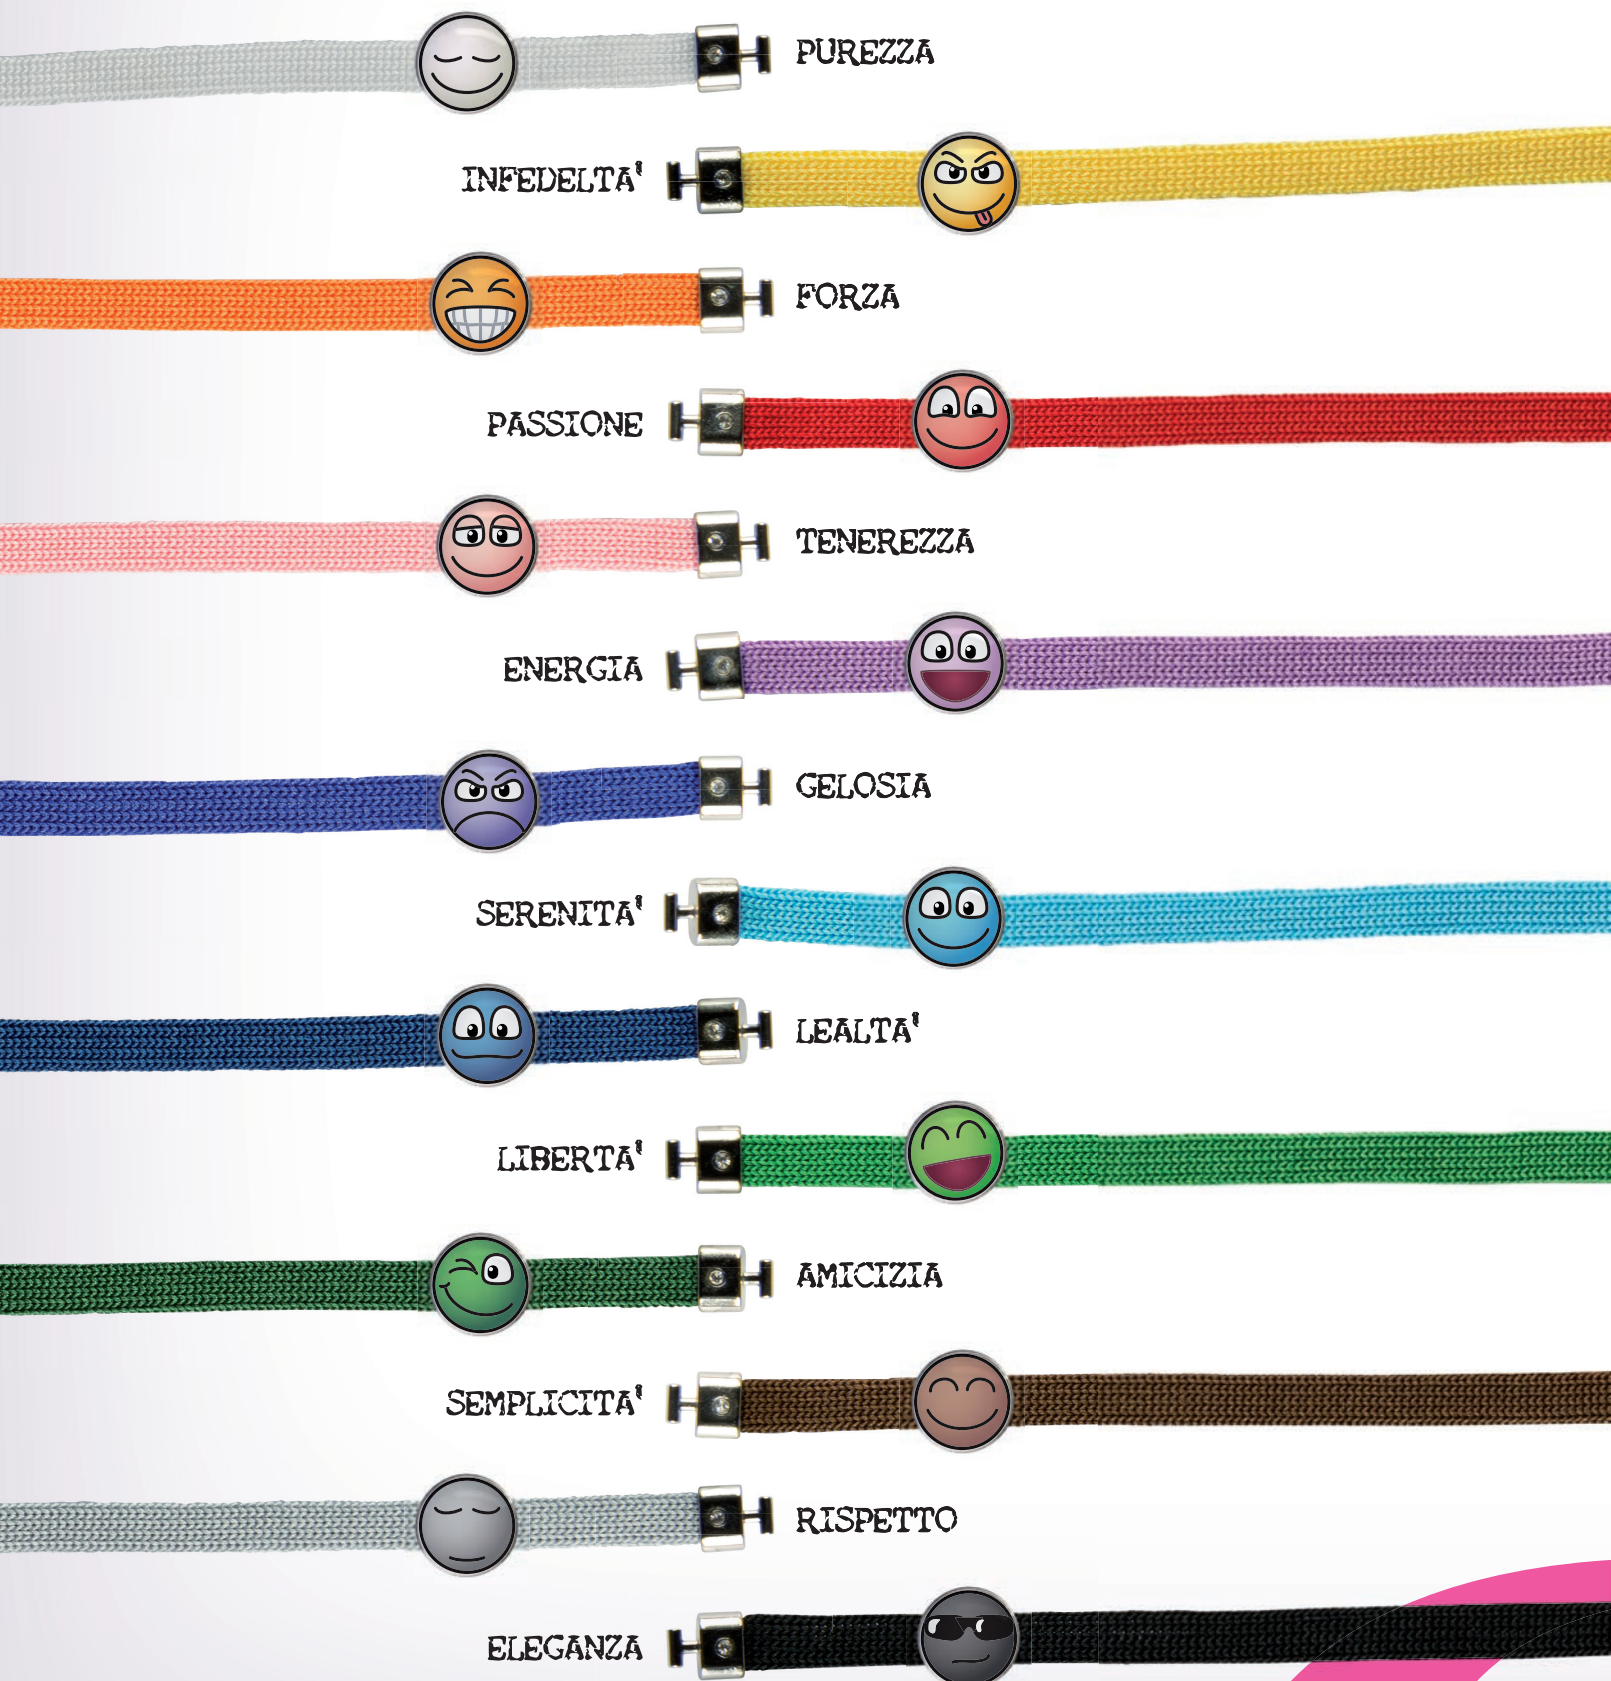 PUREZZA
INFEDELTA'
FORZA
PASSIONE
TENEREZZA
ENERGIA
GELOSIA
SERENITA'
LEALTA'
LIBERTA'
AMICIZIA
SEMPLICITA'
RISPETTO
ELEGANZA